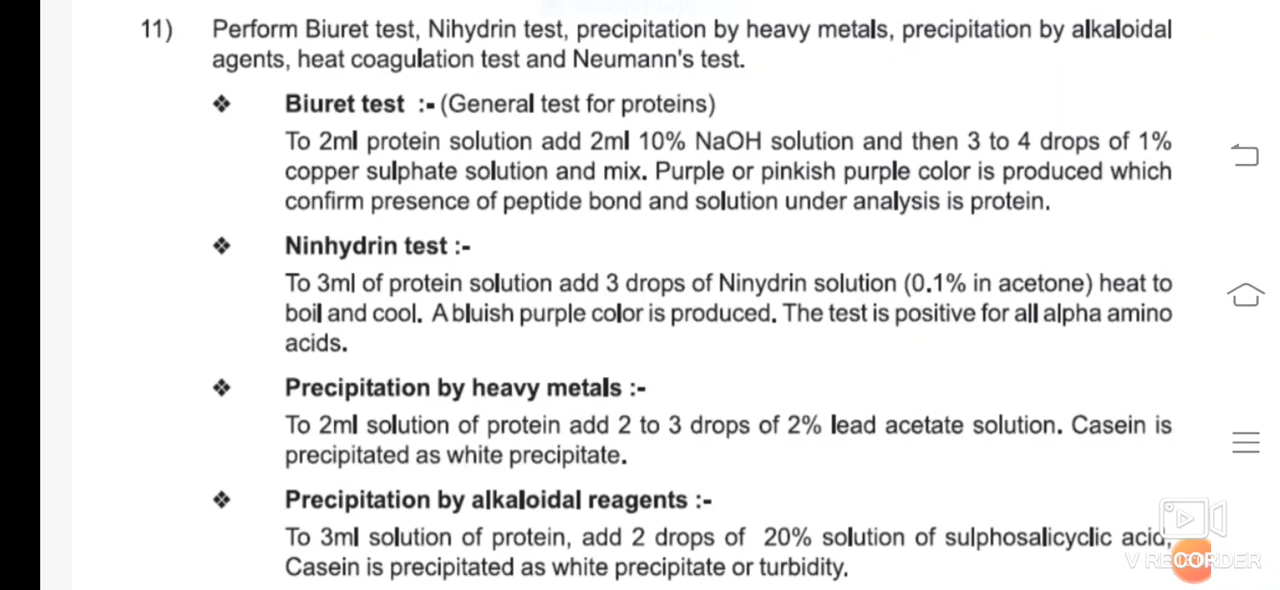 11) Perform Biuret test, Nihydrin test, precipitation by heavy metals, precipitation by alkaloidal
agents, heat coagulation test and Neumann's test.
❖ Biuret test :- (General test for proteins)
To 2ml protein solution add 2ml 10% NaOH solution and then 3 to 4 drops of 1%
copper sulphate solution and mix. Purple or pinkish purple color is produced which
confirm presence of peptide bond and solution under analysis is protein.
❖ Ninhydrin test :-
To 3ml of protein solution add 3 drops of Ninydrin solution (0.1% in acetone) heat to
boil and cool. A bluish purple color is produced. The test is positive for all alpha amino
acids.
❖ Precipitation by heavy metals :-
To 2ml solution of protein add 2 to 3 drops of 2% lead acetate solution. Casein is
precipitated as white precipitate.
❖ Precipitation by alkaloidal reagents :-
To 3ml solution of protein, add 2 drops of 20% solution of sulphosalicyclic acid,
Casein is precipitated as white precipitate or turbidity.
V RECORDER